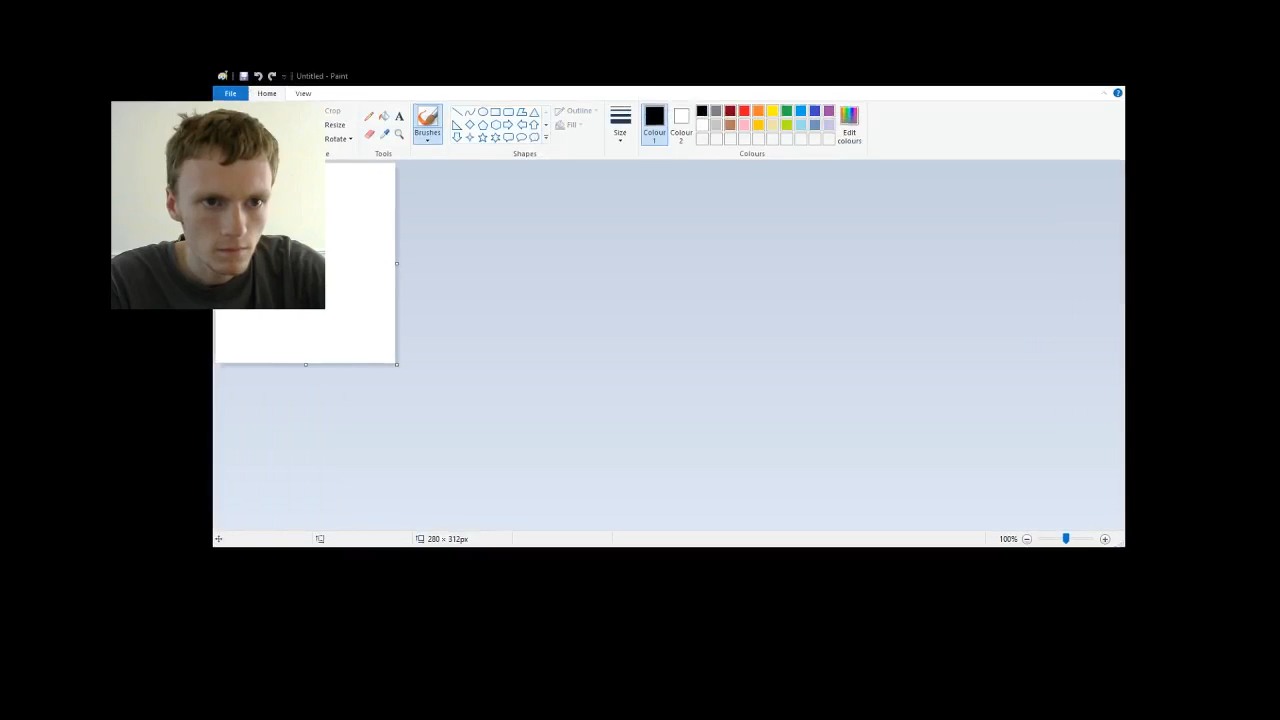 Untitled - Paint
File Home View
Crop
Resize
Rotate
e
Tools
Brushes
Shapes
Outline
Fill
Size
Colour 1
Colour 2
Colours
Edit colours
280 × 312px
100%